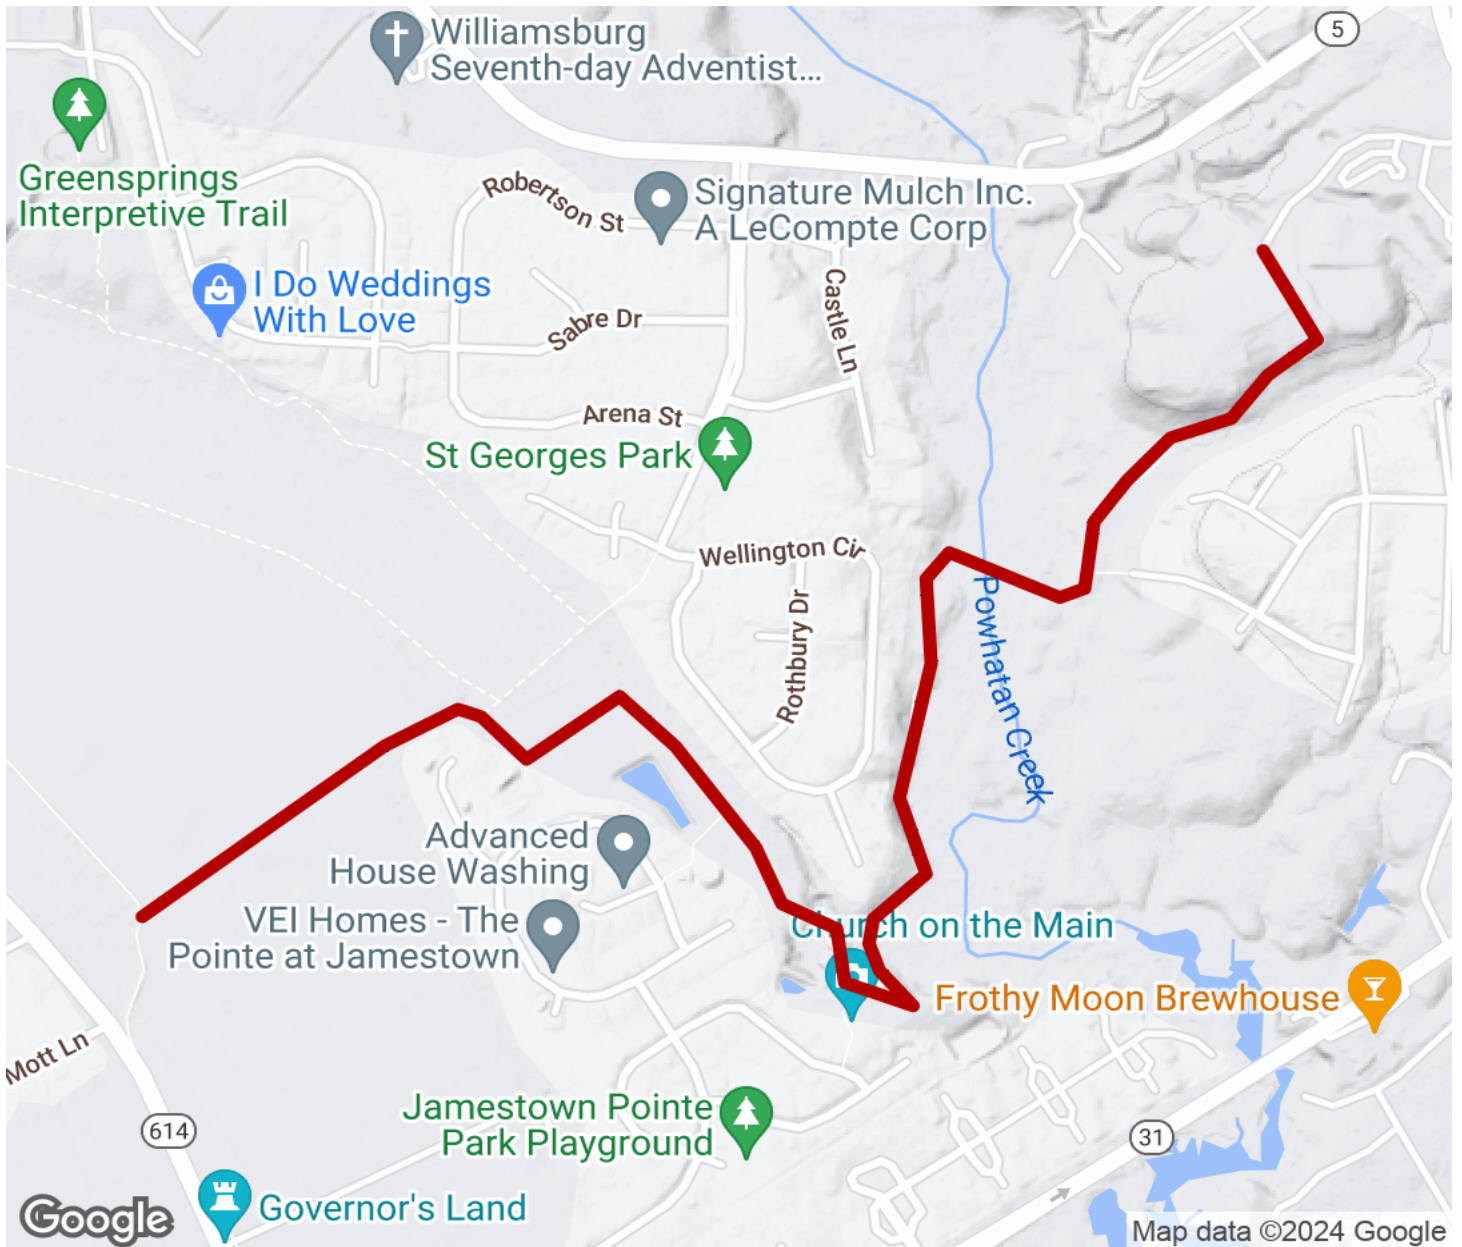 Williamsburg
Seventh-day Adventist...
5
Greensprings
Interpretive Trail
Robertson St
Signature Mulch Inc.
A LeCompte Corp
I Do Weddings
With Love
Sabre Dr
Castle Ln
Arena St
St Georges Park
Wellington Cir
Rothbury Dr
Powhatan Creek
Advanced
House Washing
VEI Homes - The
Pointe at Jamestown
Church on the Main
Frothy Moon Brewhouse
Mott Ln
614
Jamestown Pointe
Park Playground
31
Governor's Land
Google
Map data ©2024 Google